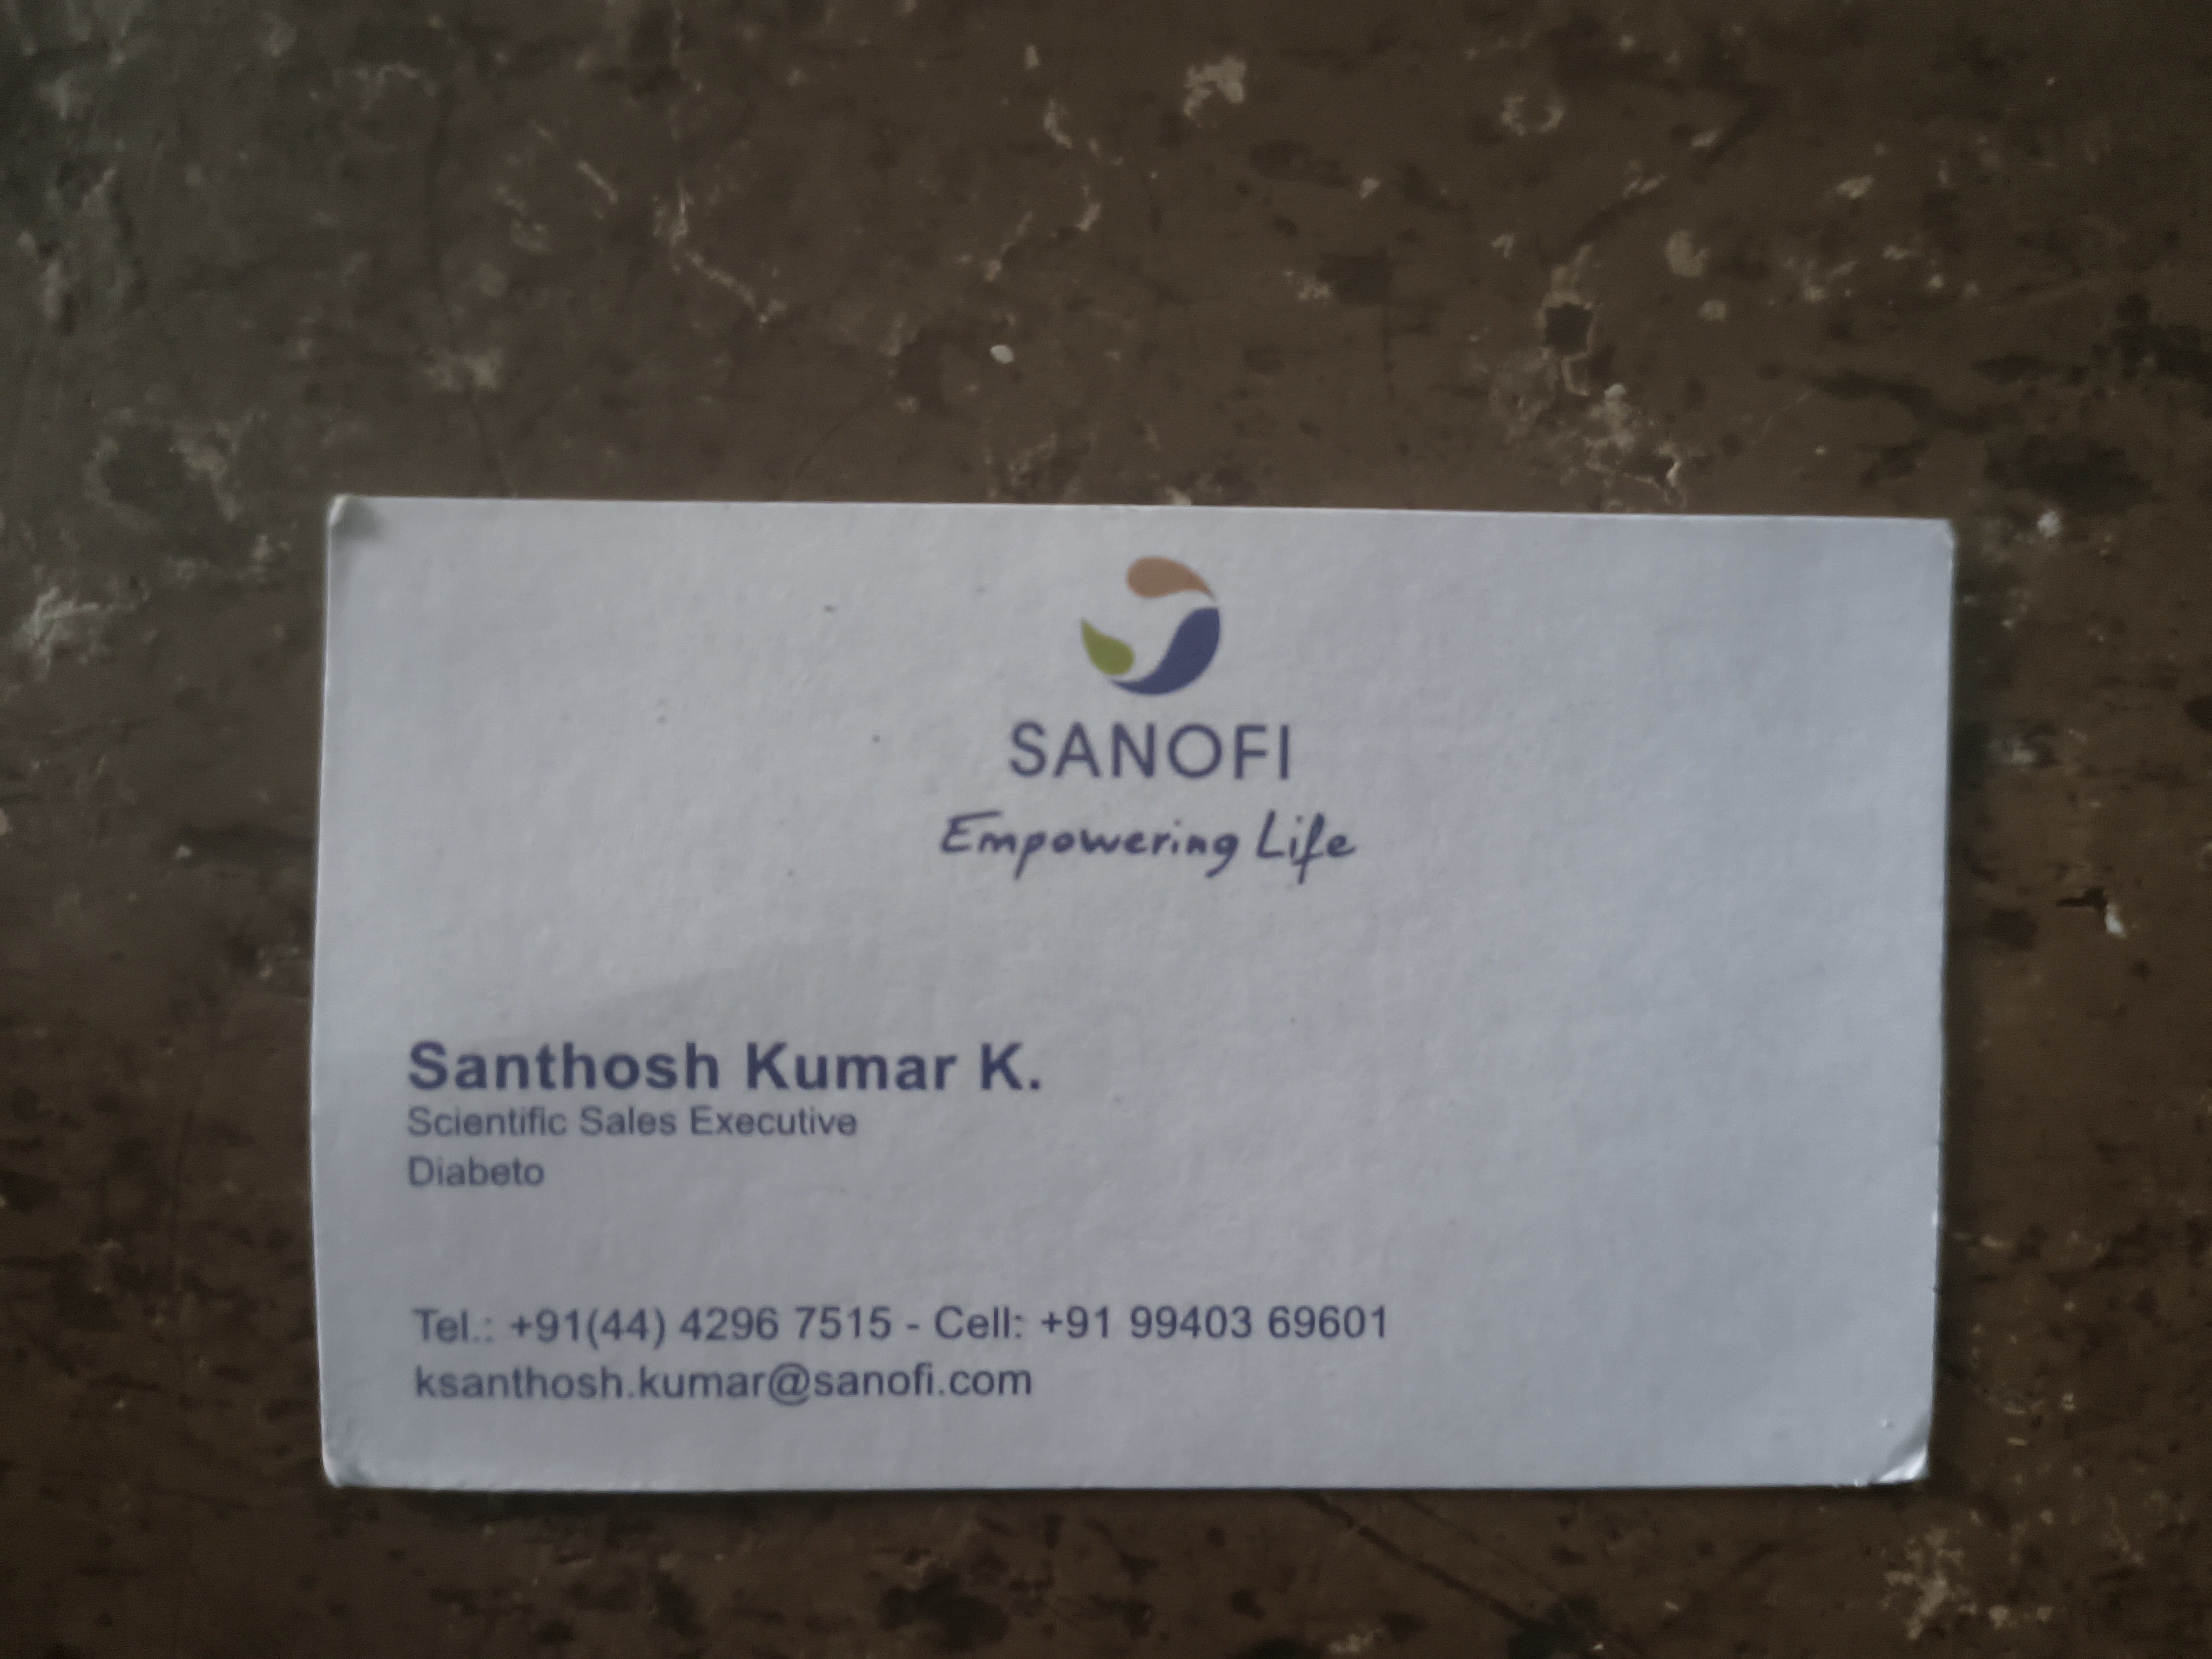 SANOFI
Empowering Life
Santhosh Kumar K.
Scientific Sales Executive
Diabeto
Tel.: +91(44) 4296 7515 - Cell: +91 99403 69601
ksanthosh.kumar@sanofi.com